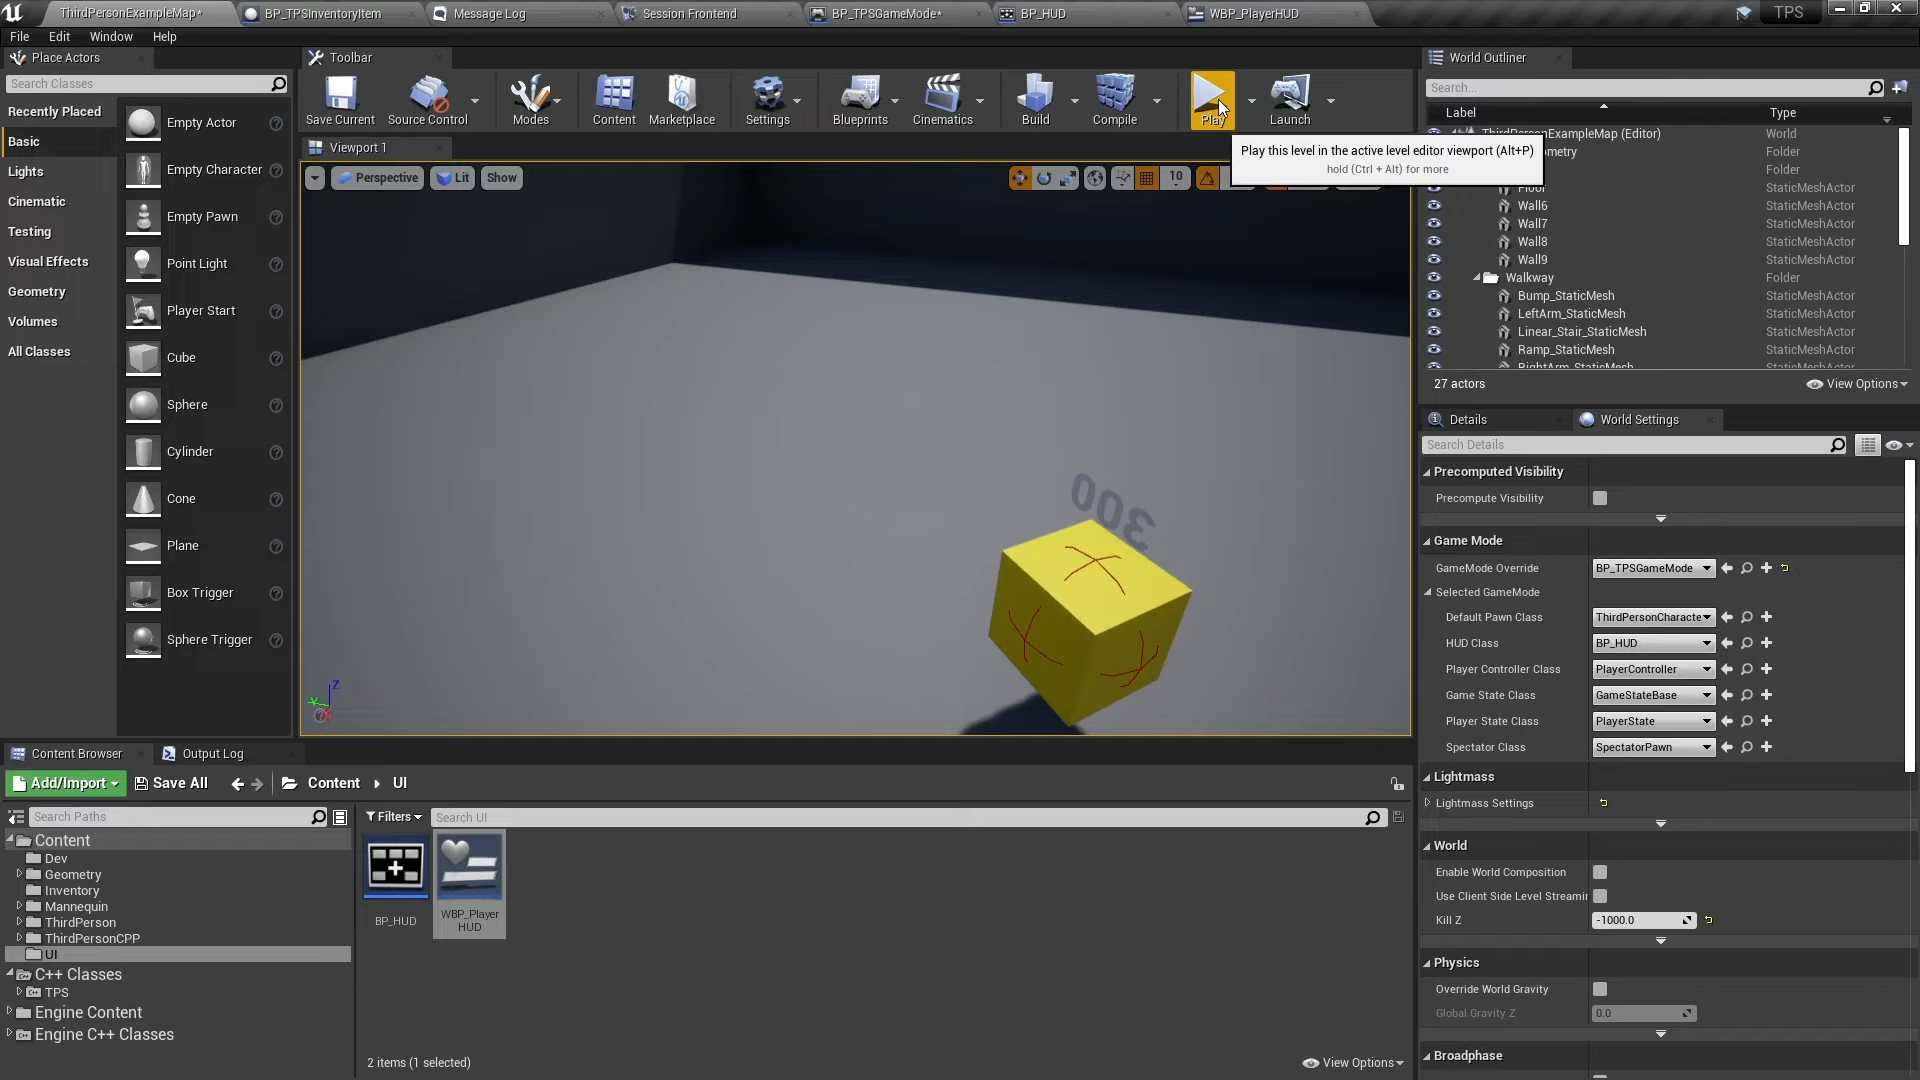 ThirdPersonExampleMap*
BP_TPSInventoryItem
Message Log
Session Frontend
BP_TPSGameMode*
BP_HUD
WBP_PlayerHUD
TPS
File Edit Window Help
Place Actors
Search Classes
Recently Placed
Basic
Lights
Cinematic
Testing
Visual Effects
Geometry
Volumes
All Classes
Empty Actor
Empty Character
Empty Pawn
Point Light
Player Start
Cube
Sphere
Cylinder
Cone
Plane
Box Trigger
Sphere Trigger
Toolbar
Save Current
Source Control
Modes
Content
Marketplace
Settings
Blueprints
Cinematics
Build
Compile
Play
Launch
Play this level in the active level editor viewport (Alt+P)
hold (Ctrl + Alt) for more
Viewport 1
Perspective Lit Show
10
300
Z
World Outliner
Search...
Label Type
ThirdPersonExampleMap (Editor) World
Folder
Folder
Floor StaticMeshActor
Wall6 StaticMeshActor
Wall7 StaticMeshActor
Wall8 StaticMeshActor
Wall9 StaticMeshActor
Walkway Folder
Bump_StaticMesh StaticMeshActor
LeftArm_StaticMesh StaticMeshActor
Linear_Stair_StaticMesh StaticMeshActor
Ramp_StaticMesh StaticMeshActor
RightArm_StaticMesh StaticMeshActor
27 actors
View Options
Details
World Settings
Search Details
Precomputed Visibility
Precompute Visibility
Game Mode
GameMode Override BP_TPSGameMode
Selected GameMode
Default Pawn Class ThirdPersonCharacte
HUD Class BP_HUD
Player Controller Class PlayerController
Game State Class GameStateBase
Player State Class PlayerState
Spectator Class SpectatorPawn
Lightmass
Lightmass Settings
World
Enable World Composition
Use Client Side Level Streamin
Kill Z -1000.0
Physics
Override World Gravity
Global Gravity Z 0.0
Broadphase
Content Browser
Output Log
Add/Import
Save All
Content
UI
Search Paths
Filters
Search UI
Content
Dev
Geometry
Inventory
Mannequin
ThirdPerson
ThirdPersonCPP
UI
C++ Classes
TPS
Engine Content
Engine C++ Classes
BP_HUD
WBP_Player
HUD
2 items (1 selected)
View Options